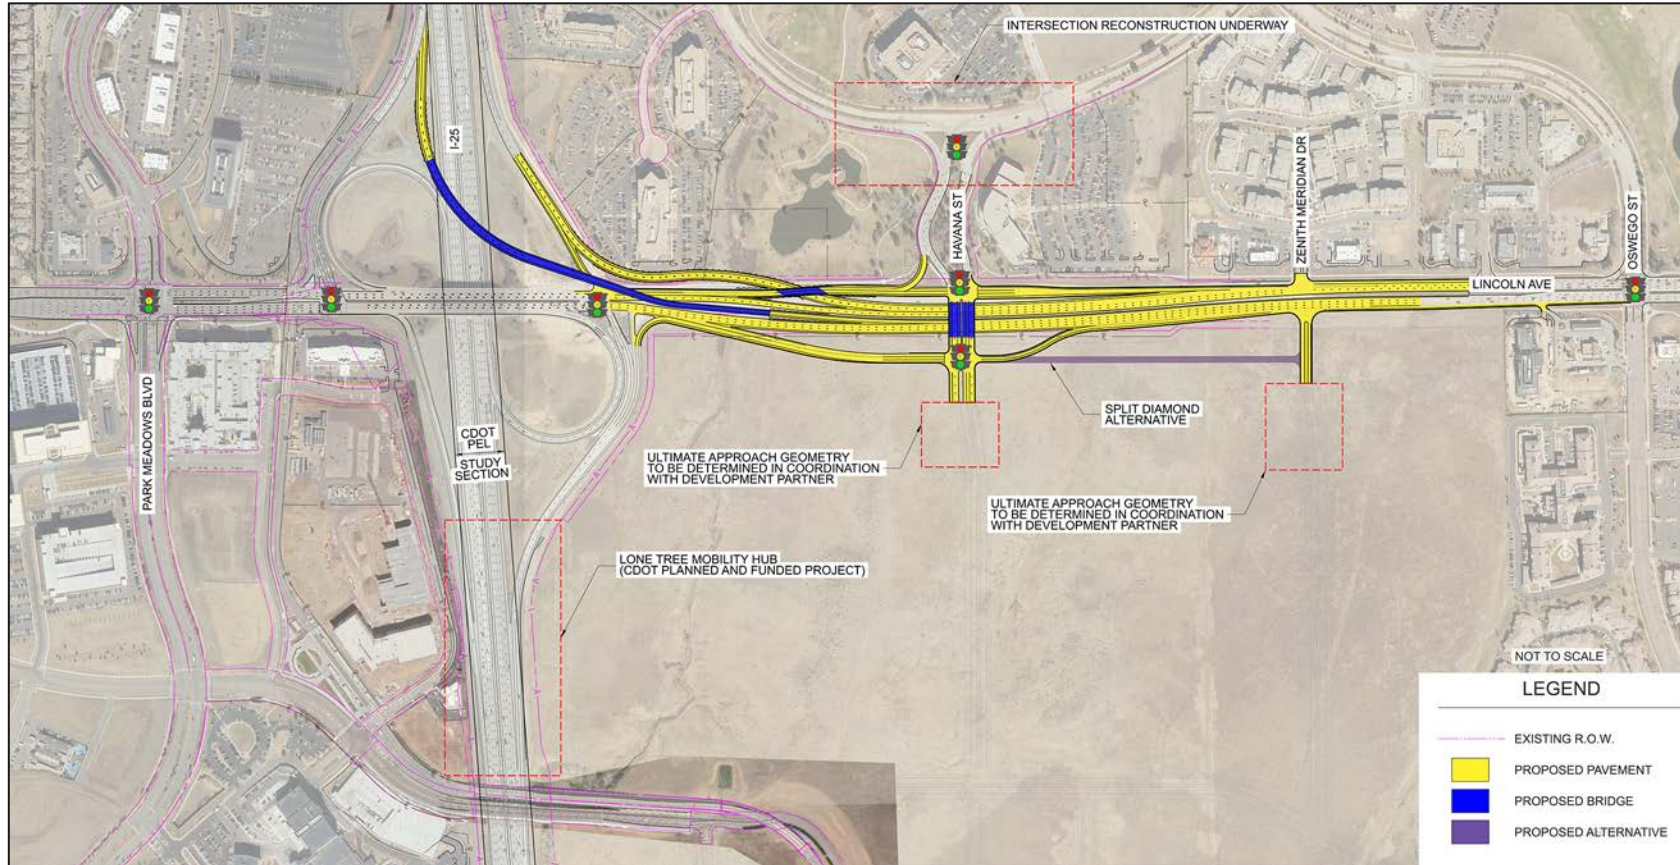 INTERSECTION RECONSTRUCTION UNDERWAY
I-25
HAVANA ST
ZENITH MERIDIAN DR
OSWEGO ST
LINCOLN AVE
PARK MEADOWS BLVD
CDOT
PEL
STUDY
SECTION
SPLIT DIAMOND
ALTERNATIVE
ULTIMATE APPROACH GEOMETRY
TO BE DETERMINED IN COORDINATION
WITH DEVELOPMENT PARTNER
ULTIMATE APPROACH GEOMETRY
TO BE DETERMINED IN COORDINATION
WITH DEVELOPMENT PARTNER
LONE TREE MOBILITY HUB
(CDOT PLANNED AND FUNDED PROJECT)
NOT TO SCALE
LEGEND
EXISTING R.O.W.
PROPOSED PAVEMENT
PROPOSED BRIDGE
PROPOSED ALTERNATIVE